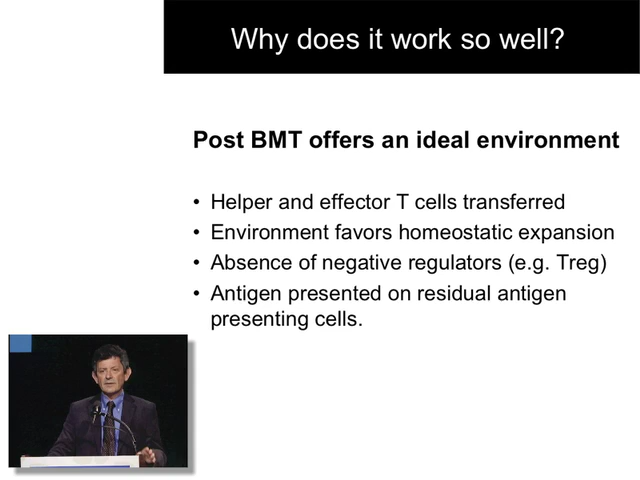 Why does it work so well?
Post BMT offers an ideal environment
• Helper and effector T cells transferred
• Environment favors homeostatic expansion
• Absence of negative regulators (e.g. Treg)
• Antigen presented on residual antigen
presenting cells.